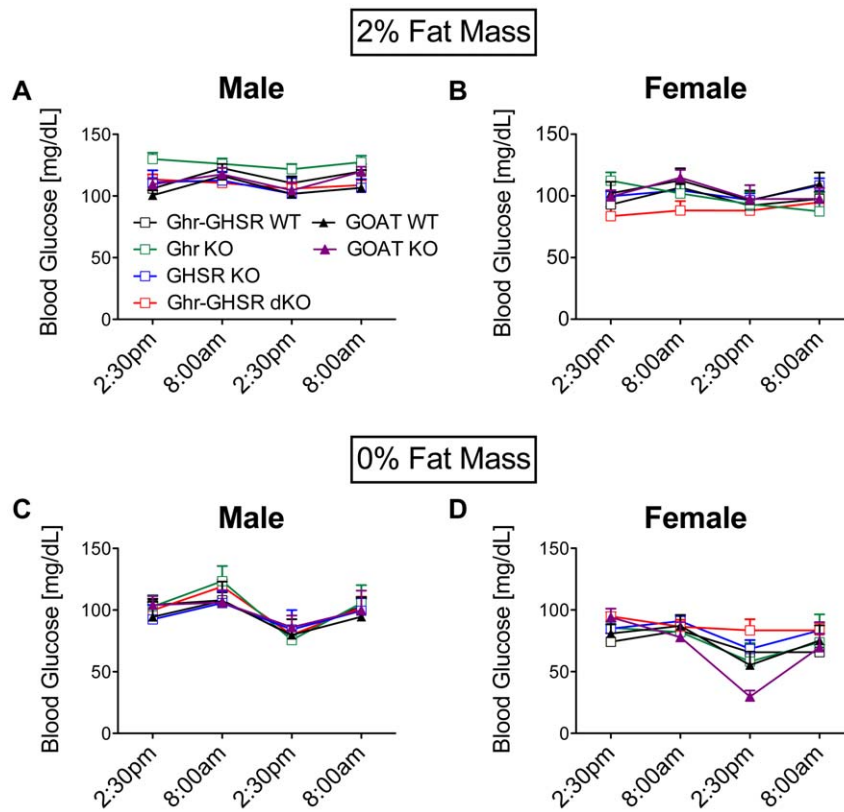 2% Fat Mass
A
Male
B
Female
Blood Glucose [mg/dL]
150
100
50
0
Ghr-GHSR WT
GOAT WT
Ghr KO
GOAT KO
GHSR KO
Ghr-GHSR dKO
2:30pm
8:00am
2:30pm
8:00am
Blood Glucose [mg/dL]
150
100
50
0
2:30pm
8:00am
2:30pm
8:00am
0% Fat Mass
C
Male
D
Female
Blood Glucose [mg/dL]
150
100
50
0
2:30pm
8:00am
2:30pm
8:00am
Blood Glucose [mg/dL]
150
100
50
0
2:30pm
8:00am
2:30pm
8:00am